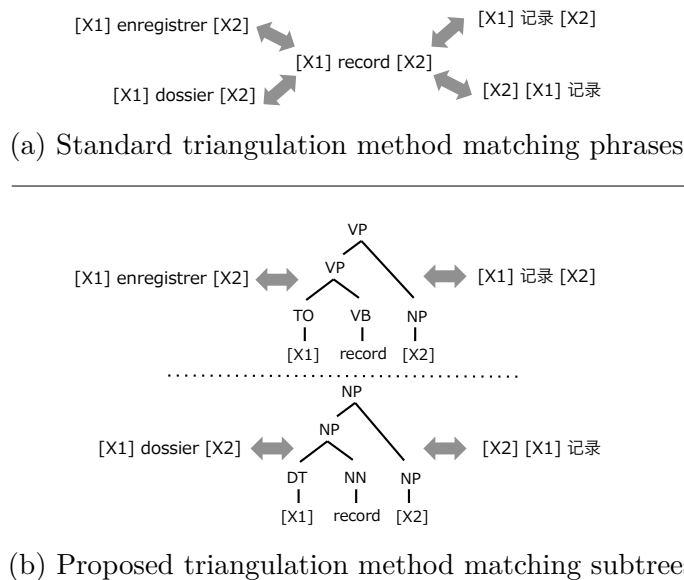 [X1] enregistrer [X2]
[X1] 记录 [X2]
[X1] record [X2]
[X1] dossier [X2]
[X2] [X1] 记录
(a) Standard triangulation method matching phrases
VP
VP
[X1] enregistrer [X2]
[X1] 记录 [X2]
TO VB NP
[X1] record [X2]
NP
NP
[X1] dossier [X2]
[X2] [X1] 记录
DT NN NP
[X1] record [X2]
(b) Proposed triangulation method matching subtrees